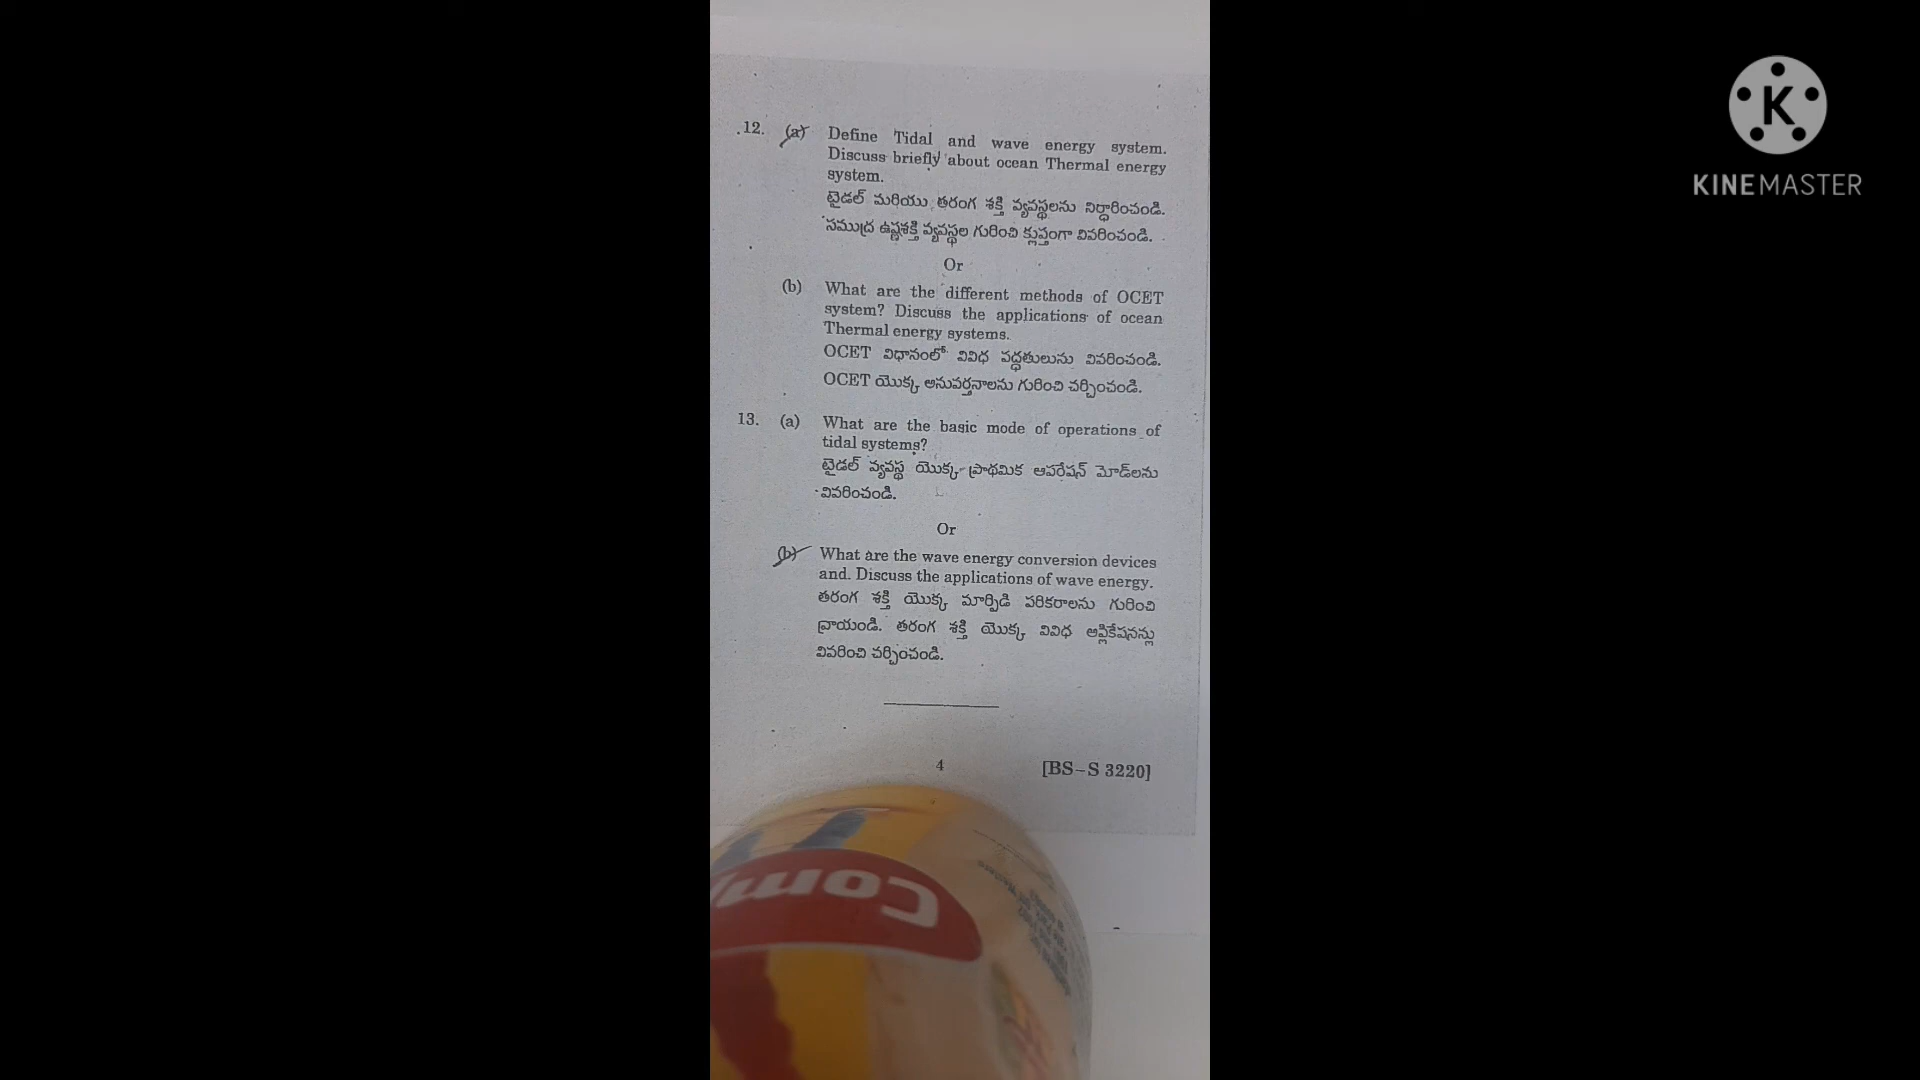 12. (a) Define Tidal and wave energy system.
Discuss briefly about ocean Thermal energy
system.
టైడల్ మరియు తరంగ శక్తి వ్యవస్థలను నిర్ధారించండి.
సముద్ర ఉష్ణశక్తి వ్యవస్థల గురించి క్లుప్తంగా వివరించండి.
Or
(b) What are the different methods of OCET
system? Discuss the applications of ocean
Thermal energy systems.
OCET విధానంలో వివిధ పద్ధతులును వివరించండి.
OCET యొక్క అనువర్తనాలను గురించి చర్చించండి.
13. (a) What are the basic mode of operations of
tidal systems?
టైడల్ వ్యవస్థ యొక్క ప్రాథమిక ఆపరేషన్ మోడ్‌లను
వివరించండి.
Or
(b) What are the wave energy conversion devices
and. Discuss the applications of wave energy.
తరంగ శక్తి యొక్క మార్పిడి పరికరాలను గురించి
వ్రాయండి. తరంగ శక్తి యొక్క వివిధ అప్లికేషనన్లు
వివరించి చర్చించండి.
4 [BS–S 3220]
Com
KINEMASTER